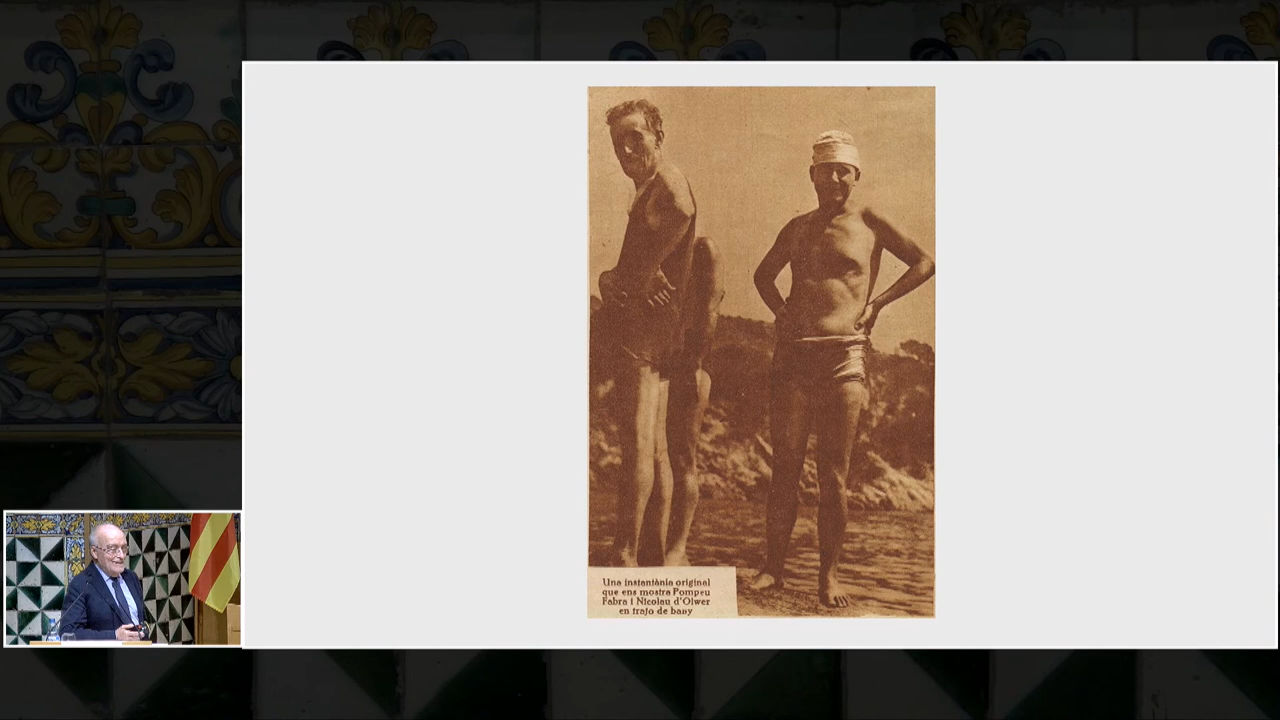 Una instantània original
que ens mostra Pompeu
Fabra i Nicolau d'Olwer
en trajo de bany